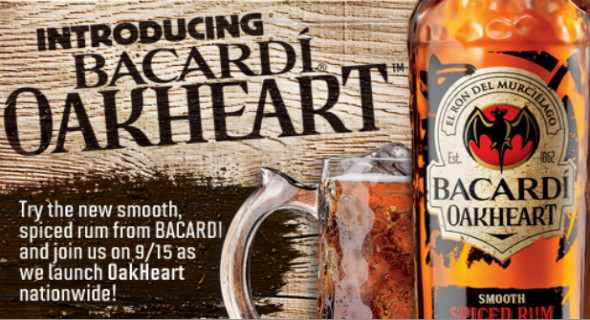 INTRODUCING
BACARDÍ®
OAKHEART™
Try the new smooth,
spiced rum from BACARDI
and join us on 9/15 as
we launch OakHeart
nationwide!
EL RON DEL MURCIÉLAGO
Est. 1862
BACARDÍ
OAKHEART
SMOOTH
SPICED RUM